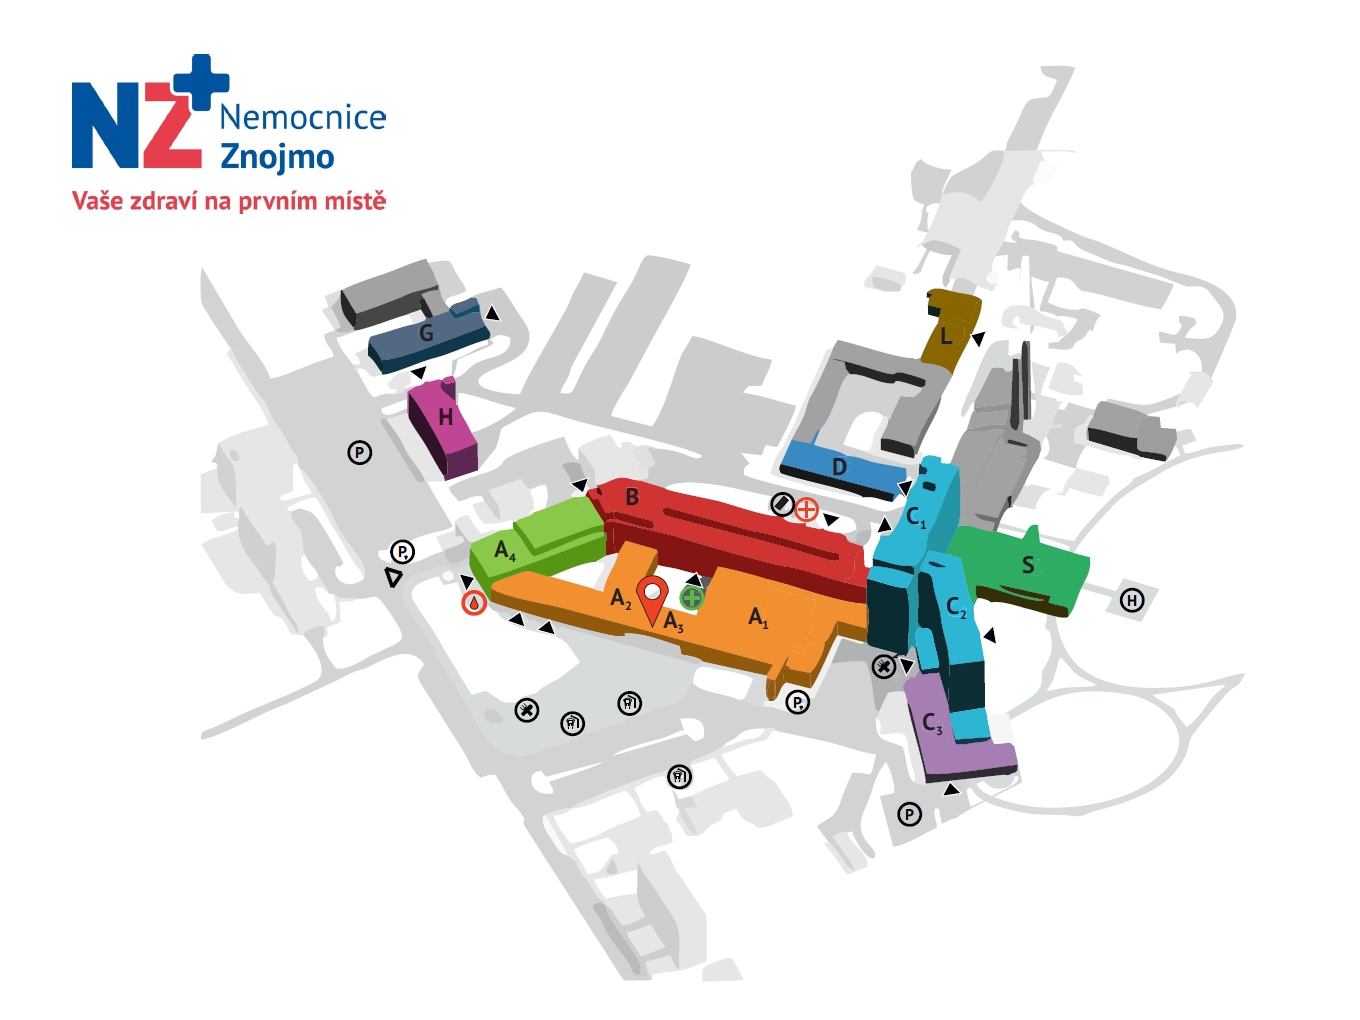 NZ
Nemocnice
Znojmo
Vaše zdraví na prvním místě
L
G
H
P
D
B
C1
A4
P
S
H
A2
A3
A1
C2
P
C3
P